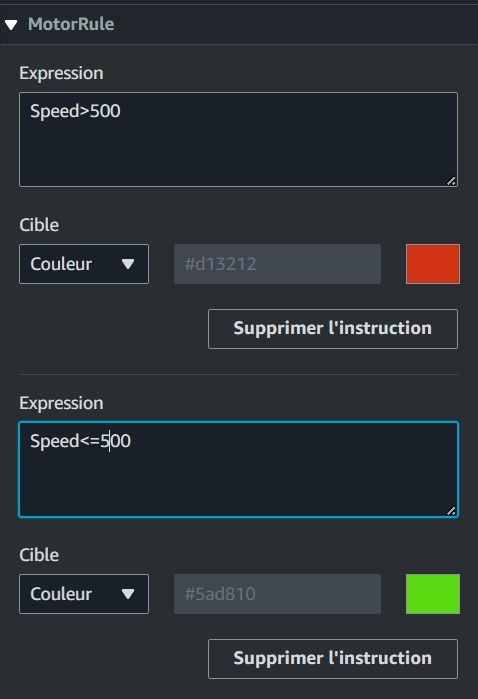 MotorRule
Expression
Speed>500
Cible
Couleur
#d13212
Supprimer l'instruction
Expression
Speed<=500
Cible
Couleur
#5ad810
Supprimer l'instruction